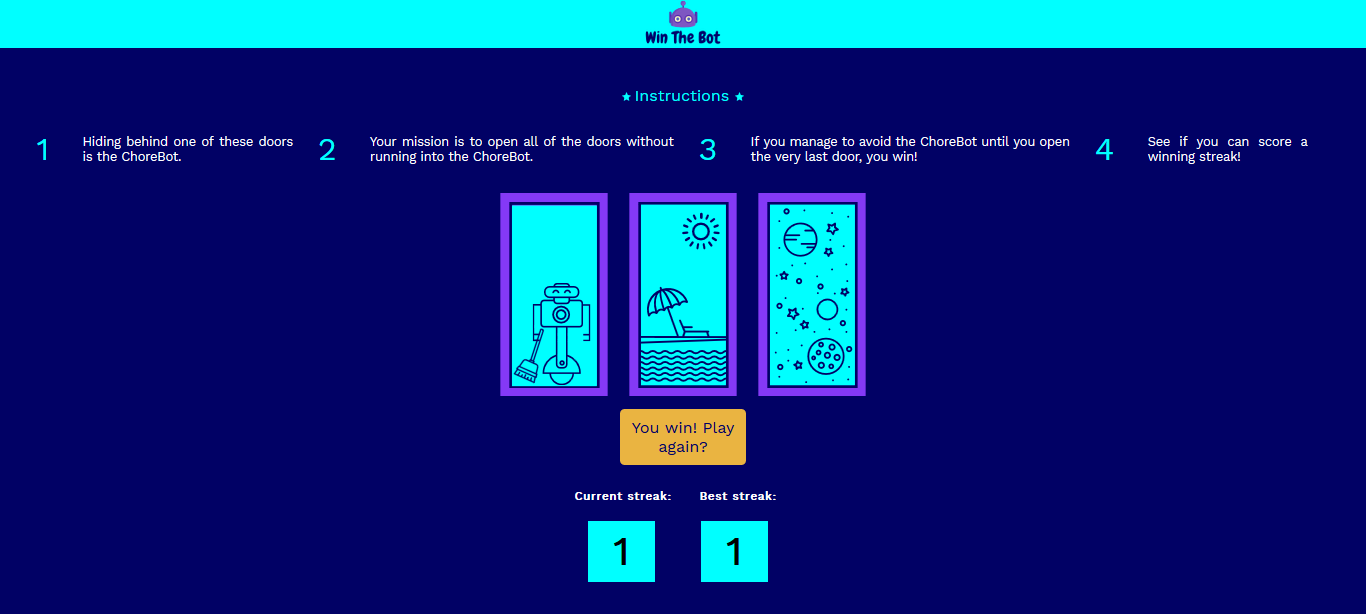 Win The Bot
Instructions
1
Hiding behind one of these doors
is the ChoreBot.
2
Your mission is to open all of the doors without
running into the ChoreBot.
3
If you manage to avoid the ChoreBot until you open
the very last door, you win!
4
See if you can score a
winning streak!
You win! Play
again?
Current streak:
Best streak:
1
1